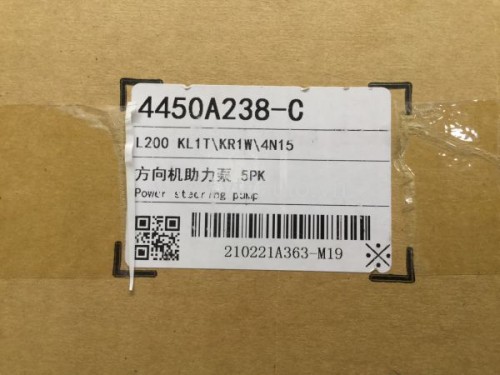 4450A238-C
L200 KL1T\KR1W\4N15
方向机助力泵 5PK
Power steering pump
210221A363-M19